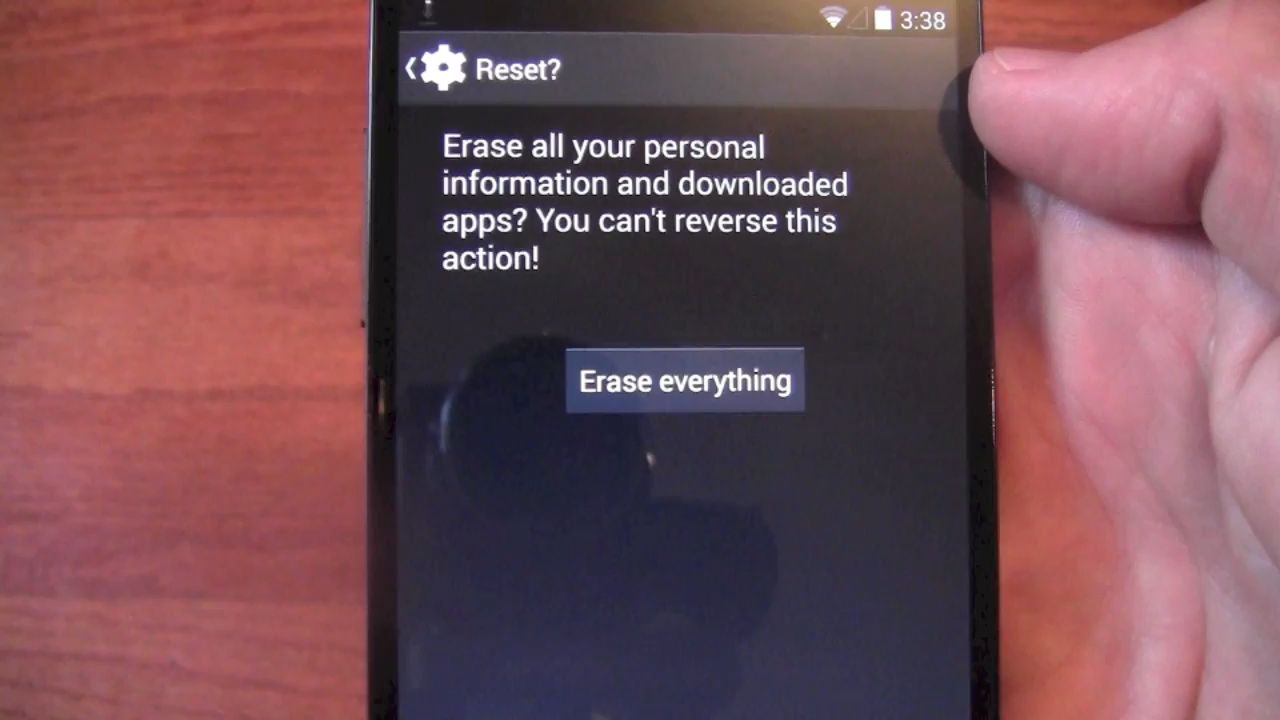 3:38
Reset?
Erase all your personal
information and downloaded
apps? You can't reverse this
action!
Erase everything